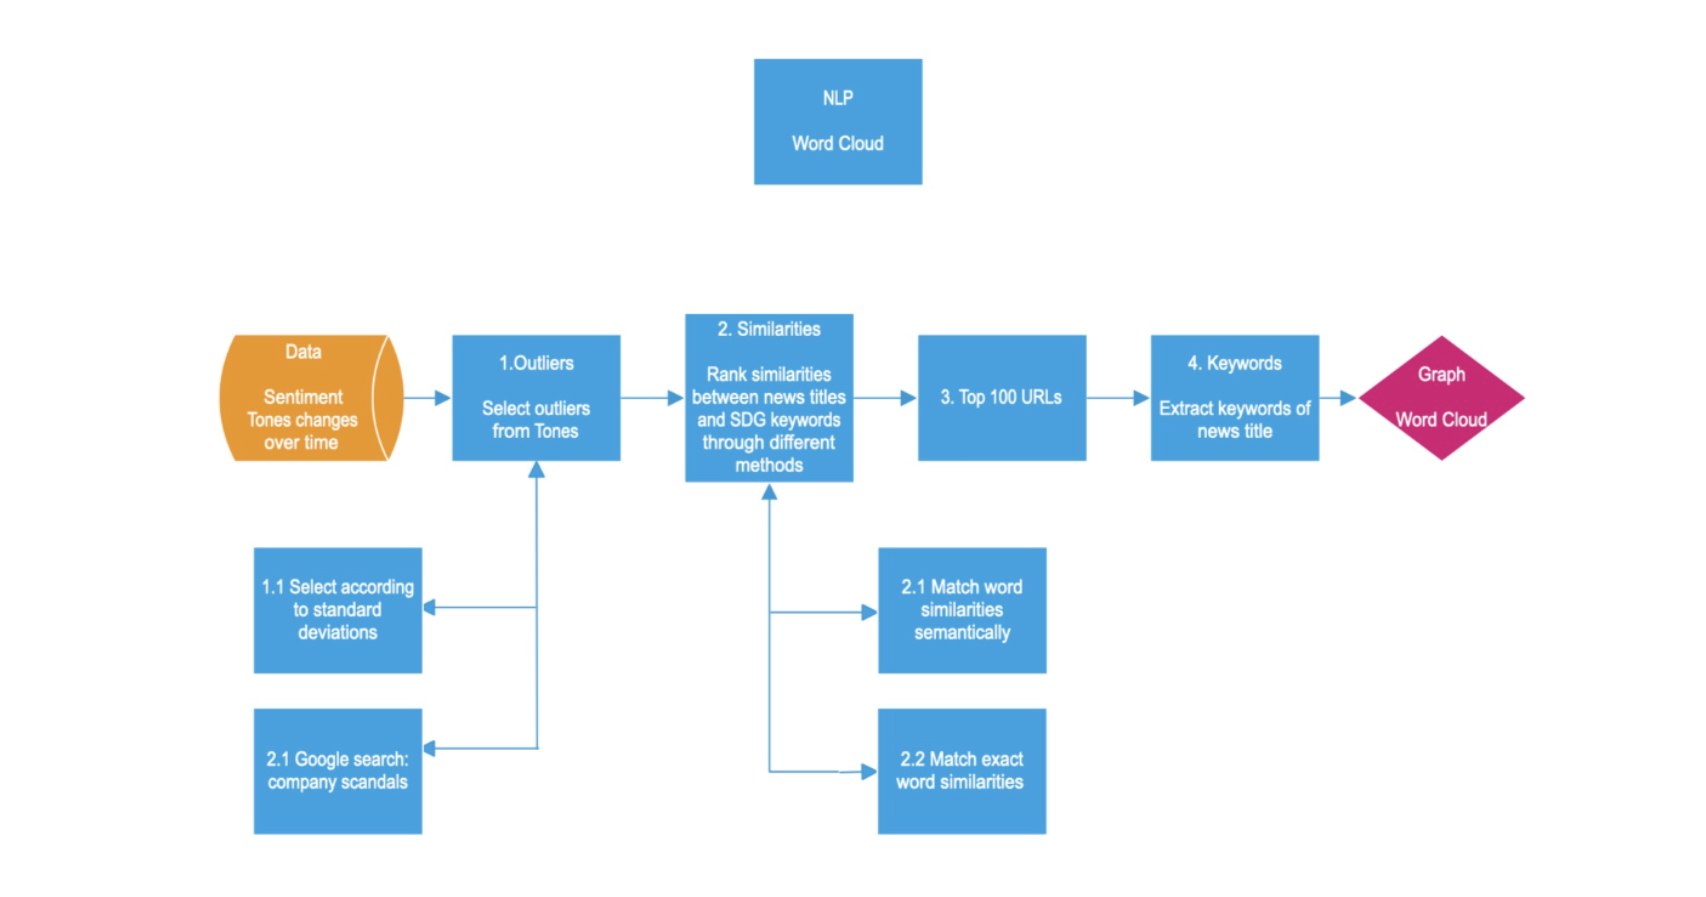 NLP
Word Cloud
Data
Sentiment
Tones changes
over time
1.Outliers
Select outliers
from Tones
2. Similarities
Rank similarities
between news titles
and SDG keywords
through different
methods
3. Top 100 URLs
4. Keywords
Extract keywords of
news title
Graph
Word Cloud
1.1 Select according
to standard
deviations
2.1 Match word
similarities
semantically
2.1 Google search:
company scandals
2.2 Match exact
word similarities